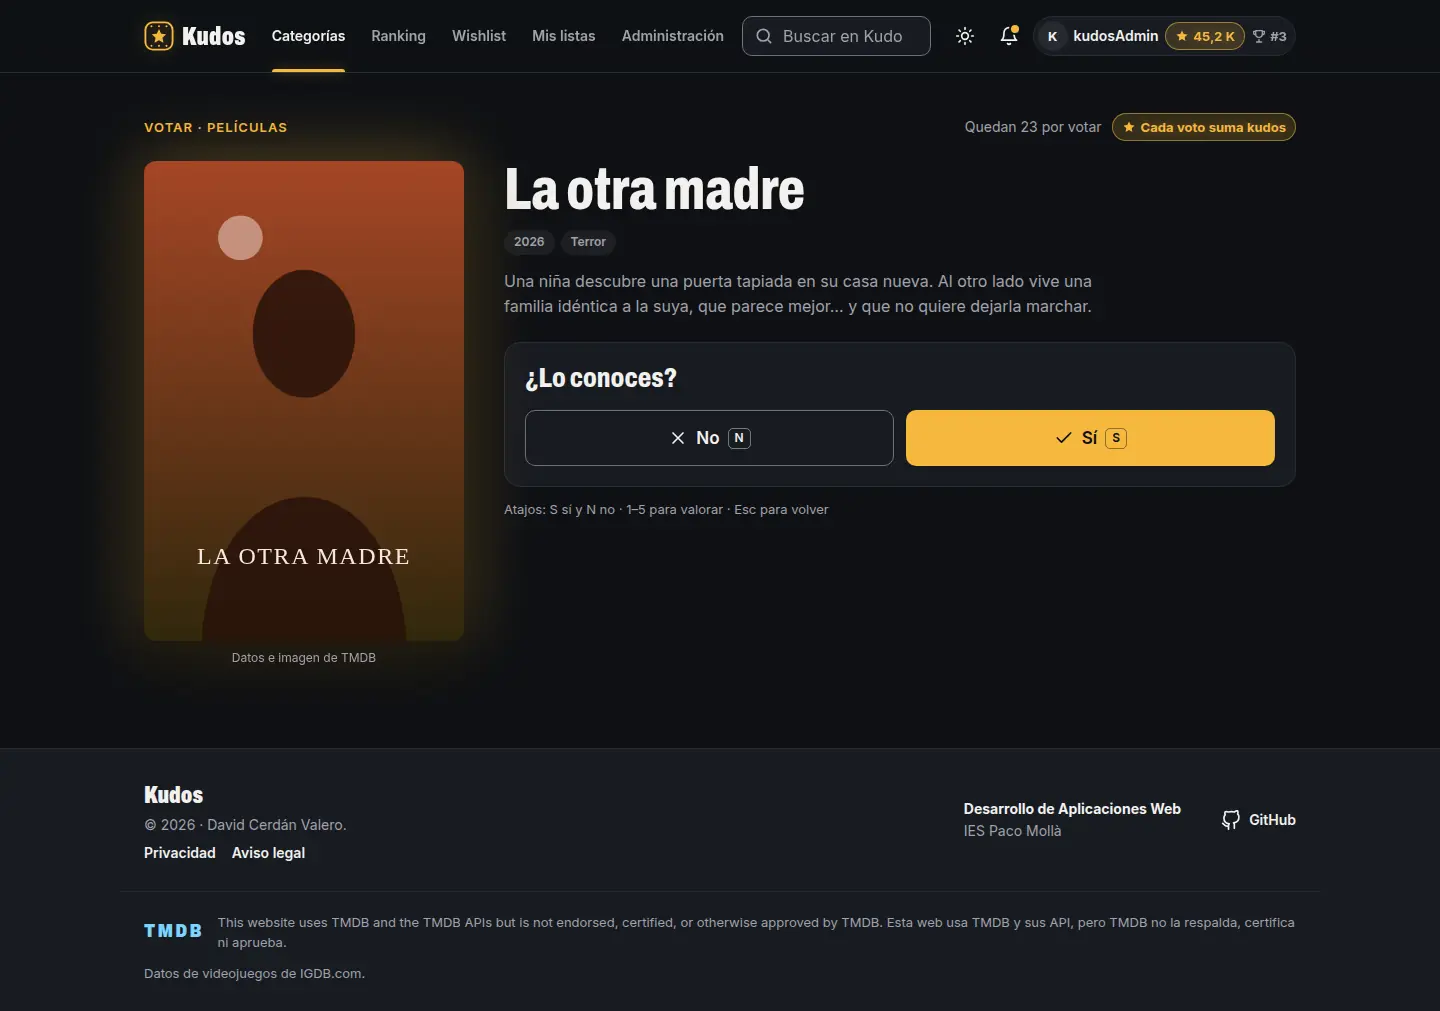 Kudos
Categorías
Ranking
Wishlist
Mis listas
Administración
Buscar en Kudo
K
kudosAdmin
45,2 K
#3
VOTAR · PELÍCULAS
Quedan 23 por votar
Cada voto suma kudos
LA OTRA MADRE
Datos e imagen de TMDB
La otra madre
2026
Terror
Una niña descubre una puerta tapiada en su casa nueva. Al otro lado vive una
familia idéntica a la suya, que parece mejor… y que no quiere dejarla marchar.
¿Lo conoces?
No N
Sí S
Atajos: S sí y N no · 1–5 para valorar · Esc para volver
Kudos
© 2026 · David Cerdán Valero.
Privacidad
Aviso legal
Desarrollo de Aplicaciones Web
IES Paco Mollà
GitHub
TMDB
This website uses TMDB and the TMDB APIs but is not endorsed, certified, or otherwise approved by TMDB. Esta web usa TMDB y sus API, pero TMDB no la respalda, certifica
ni aprueba.
Datos de videojuegos de IGDB.com.